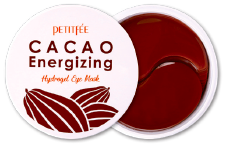 PETITFÉE
CACAO
Energizing
Hydrogel Eye Mask